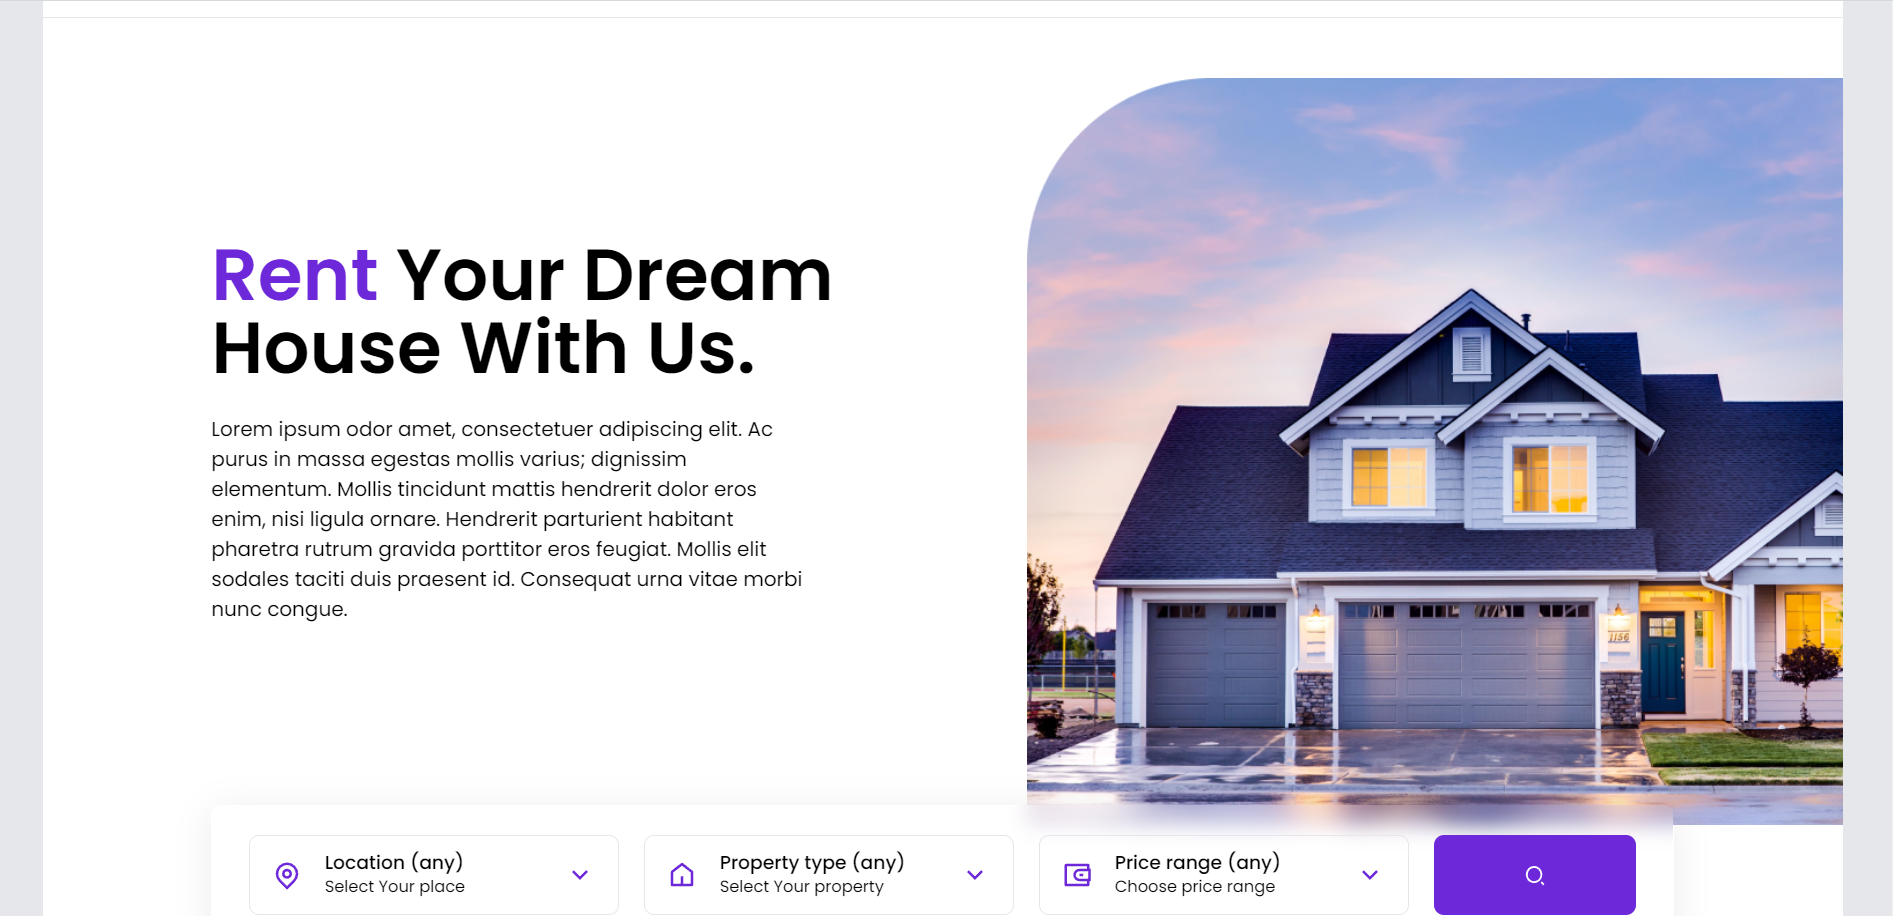 Rent Your Dream
House With Us.
Lorem ipsum odor amet, consectetuer adipiscing elit. Ac
purus in massa egestas mollis varius; dignissim
elementum. Mollis tincidunt mattis hendrerit dolor eros
enim, nisi ligula ornare. Hendrerit parturient habitant
pharetra rutrum gravida porttitor eros feugiat. Mollis elit
sodales taciti duis praesent id. Consequat urna vitae morbi
nunc congue.
1156
Location (any)
Select Your place
Property type (any)
Select Your property
Price range (any)
Choose price range